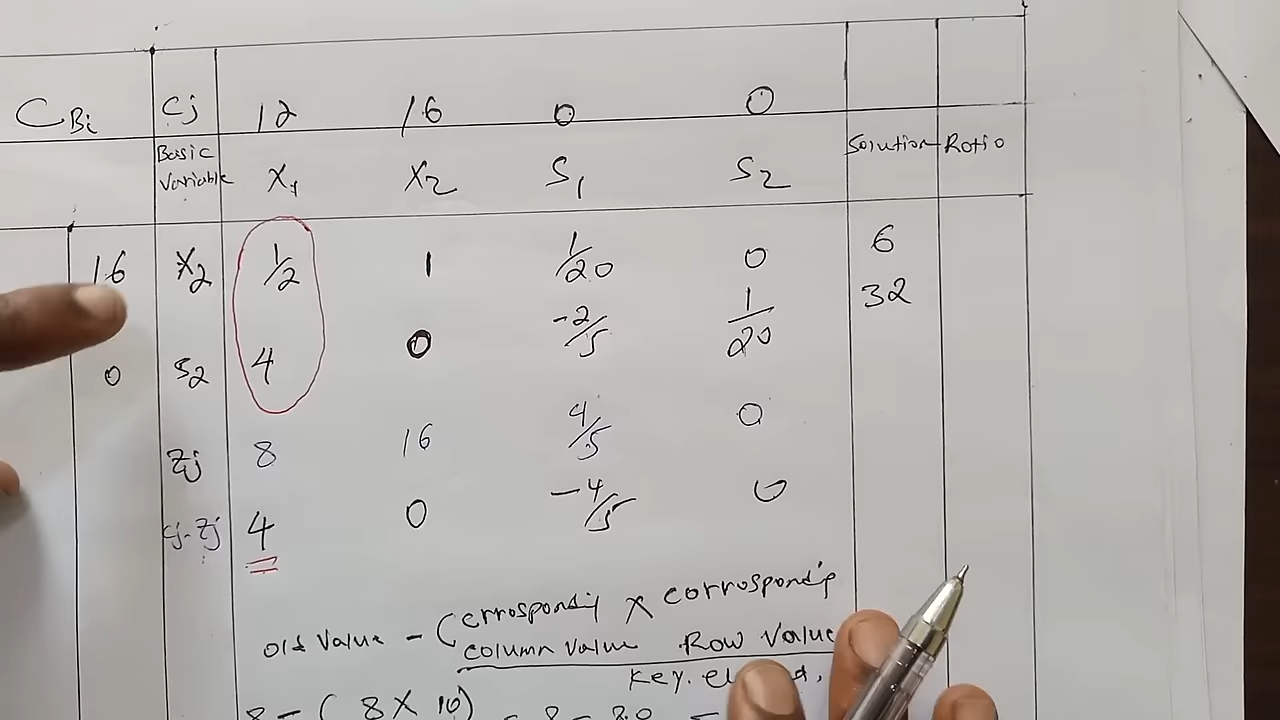 CBi Cj 12 16 0 0
Basic Variable X1 X2 S1 S2 Solution Ratio
16 X2 1/2 1 1/20 0 6
0 S2 4 0 -2/5 1/20 32
Zj 8 16 4/5 0
Cj-Zj 4 0 -4/5 0
Old Value - (Corresponding X Corresponding
column Value Row Value
Key. 
8 - ( 8 X 10)